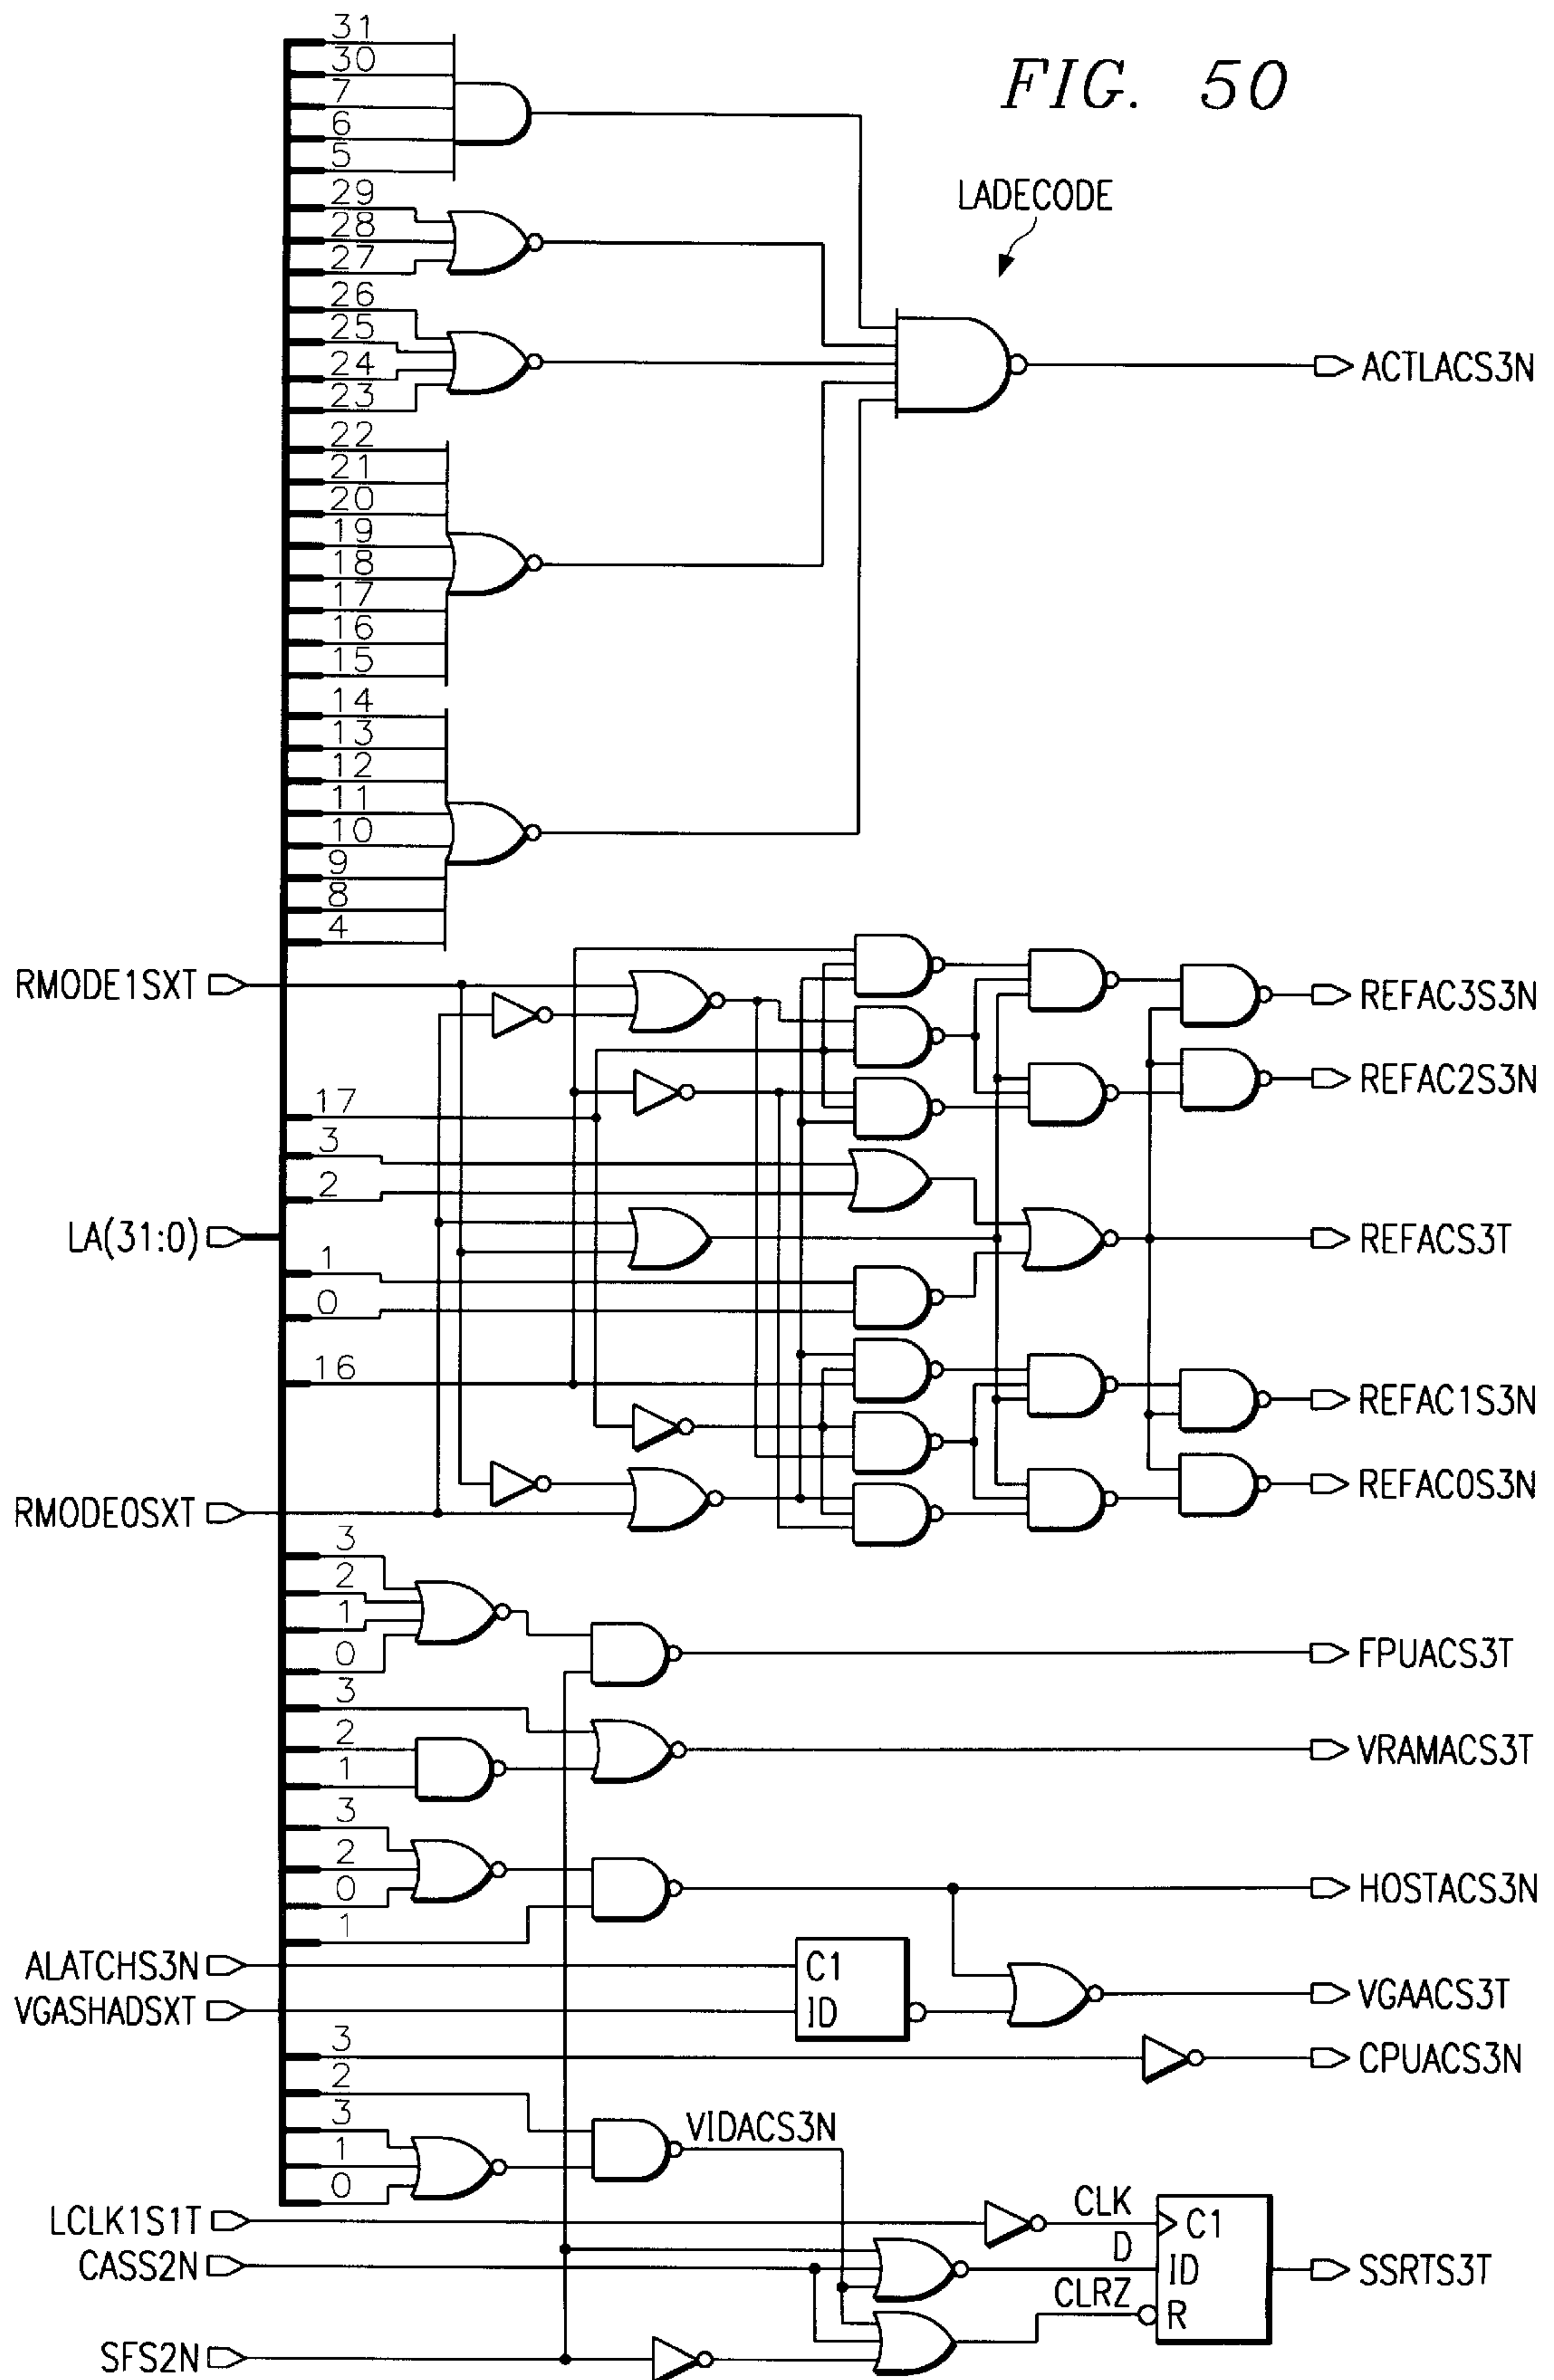 FIG. 50
LADECODE
31
30
7
6
5
29
28
27
26
25
24
23
ACTLACS3N
22
21
20
19
18
17
16
15
14
13
12
11
10
9
8
4
RMODE1SXT
REFAC3S3N
REFAC2S3N
17
3
2
LA(31:0)
REFACS3T
1
0
16
REFAC1S3N
RMODE0SXT
REFAC0S3N
3
2
1
0
FPUACS3T
3
2
1
VRAMACS3T
3
2
0
1
HOSTACS3N
ALATCHS3N
C1
VGASHADSXT
ID
VGAACS3T
3
CPUACS3N
2
3
1
0
VIDACS3N
LCLK1S1T
CLK
C1
CASS2N
D
ID
SSRTS3T
CLRZ
R
SFS2N